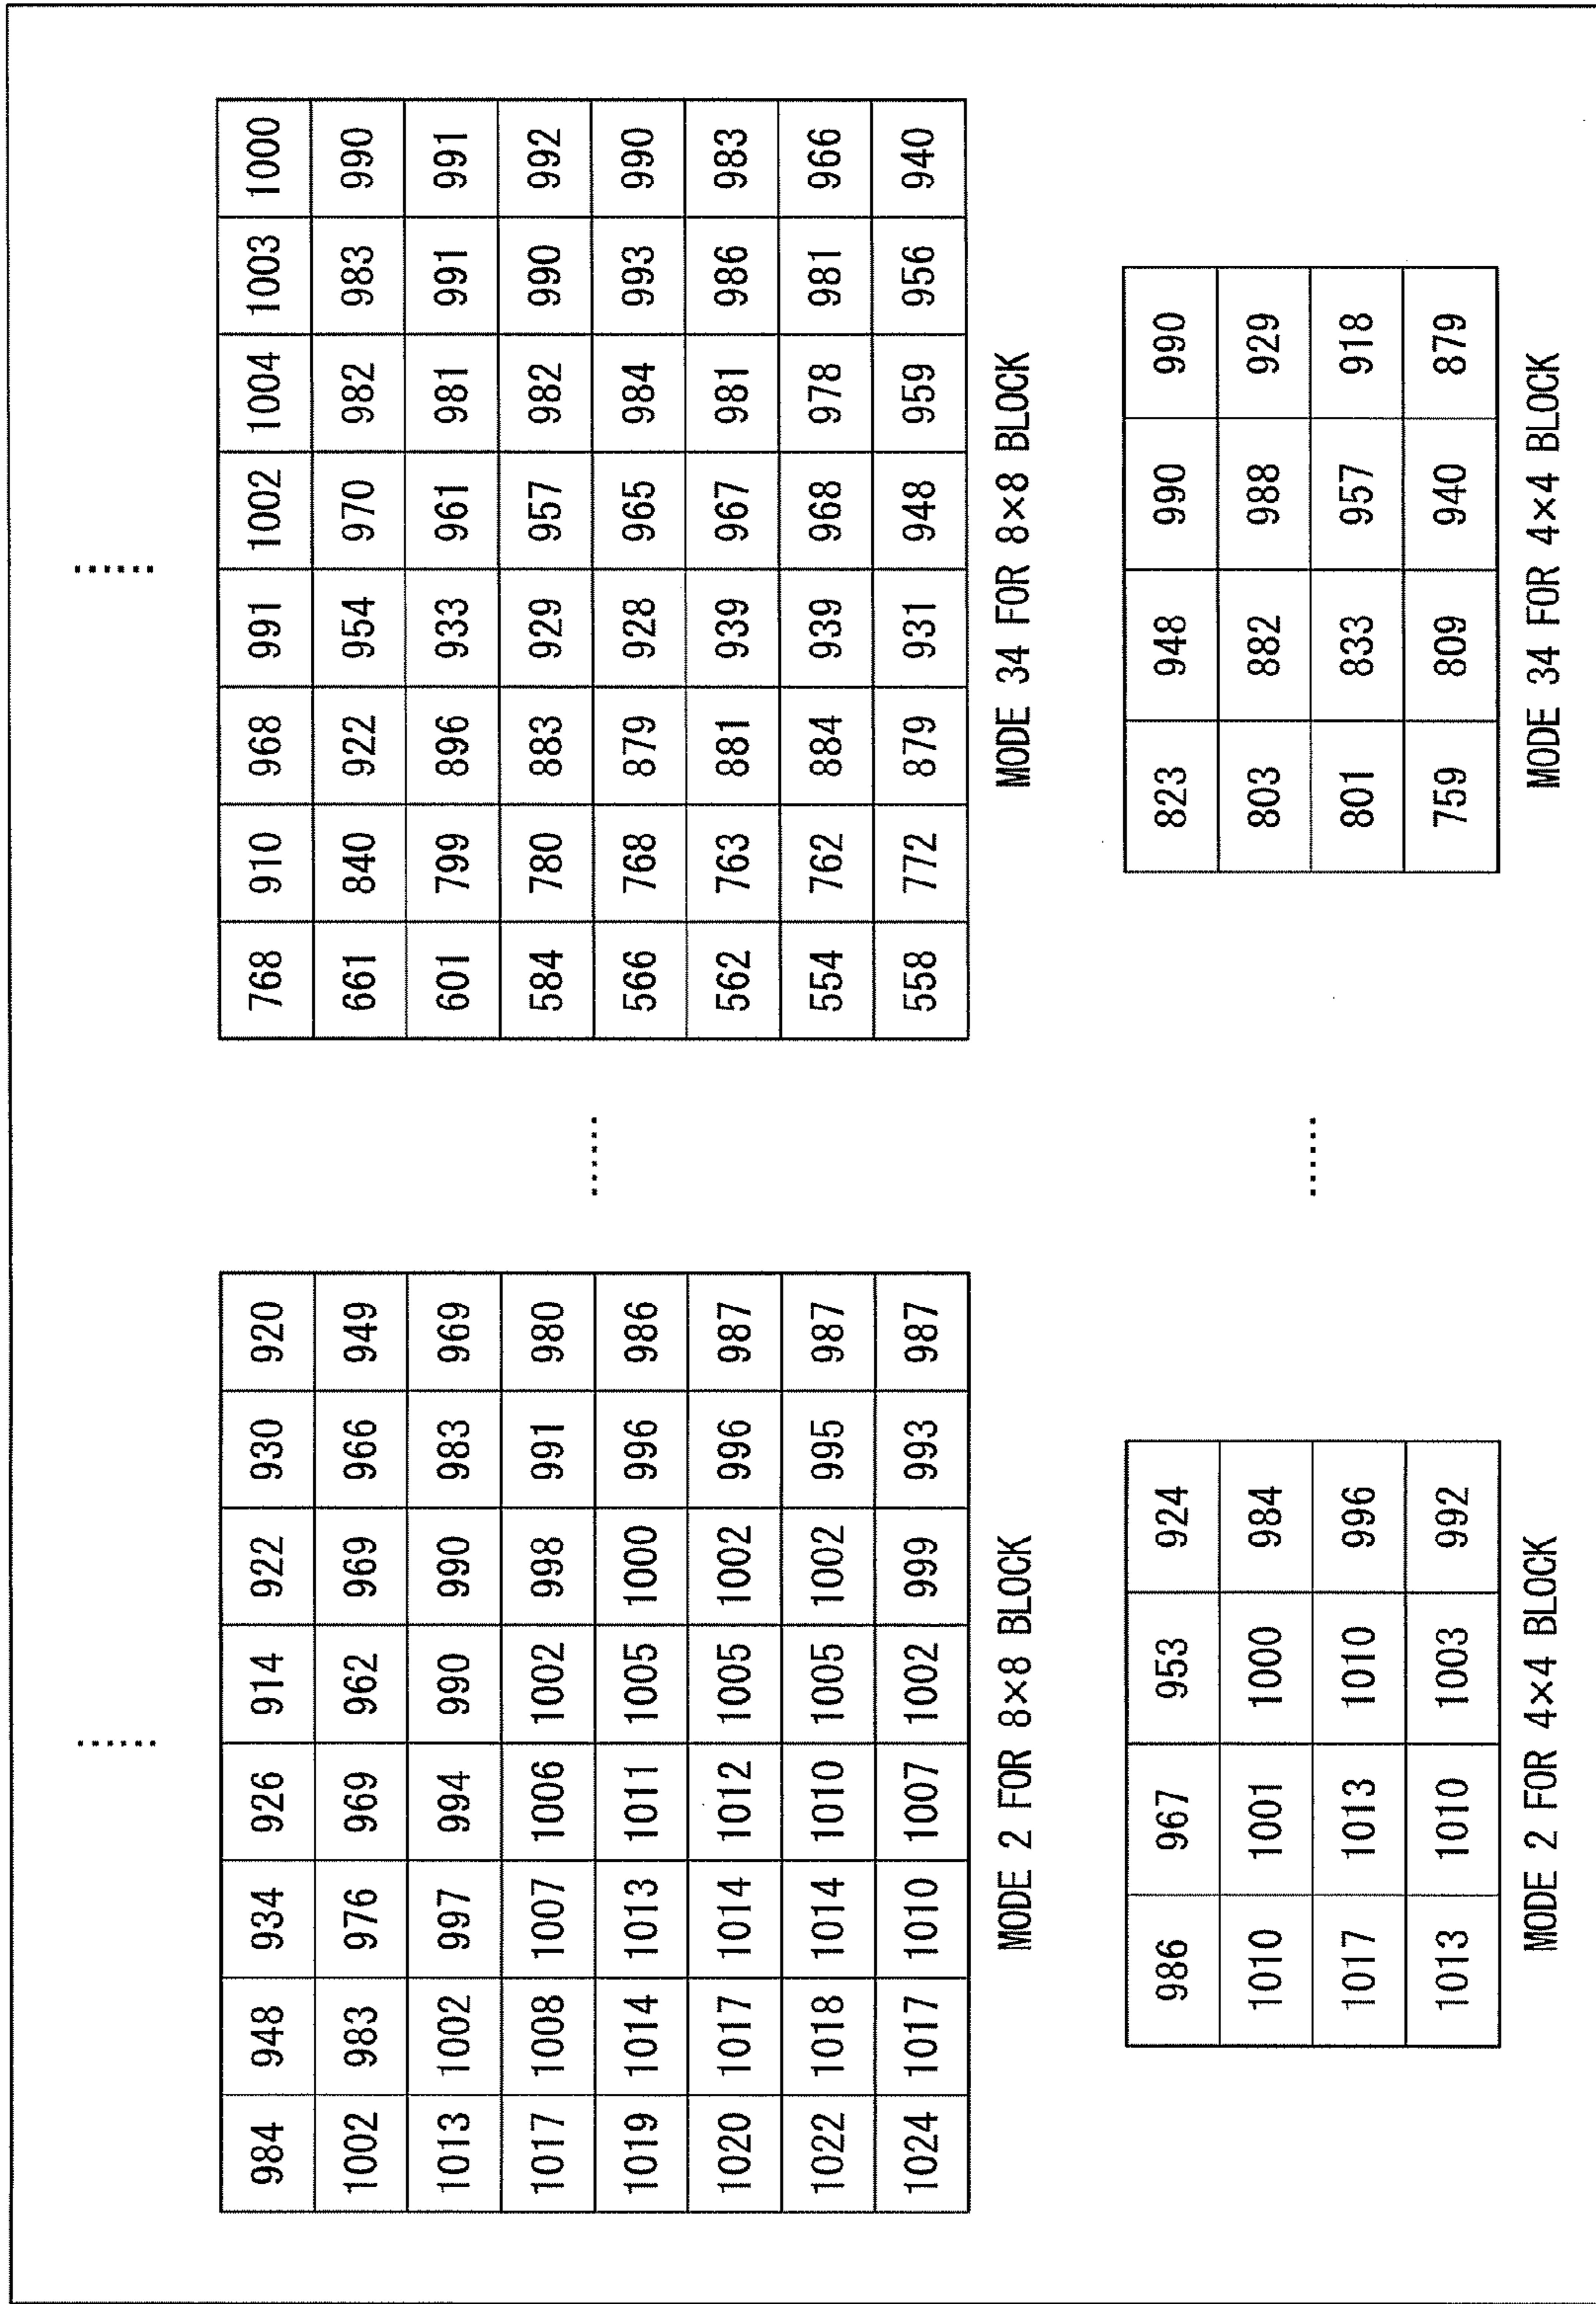 ...... ......
984 948 934 926 914 922 930 920 768 910 968 991 1002 1004 1003 1000
1002 983 976 969 962 969 966 949 661 840 922 954 970 982 983 990
1013 1002 997 994 990 990 983 969 601 799 896 933 961 981 991 991
1017 1008 1007 1006 1002 998 991 980 584 780 883 929 957 982 990 992
1019 1014 1013 1011 1005 1000 996 986 ...... 566 768 879 928 965 984 993 990
1020 1017 1014 1012 1005 1002 996 987 562 763 881 939 967 981 986 983
1022 1018 1014 1010 1005 1002 995 987 554 762 884 939 968 978 981 966
1024 1017 1010 1007 1002 999 993 987 558 772 879 931 948 959 956 940
MODE 2 FOR 8×8 BLOCK MODE 34 FOR 8×8 BLOCK
986 967 953 924 823 948 990 990
1010 1001 1000 984 803 882 988 929
1017 1013 1010 996 ...... 801 833 957 918
1013 1010 1003 992 759 809 940 879
MODE 2 FOR 4×4 BLOCK MODE 34 FOR 4×4 BLOCK